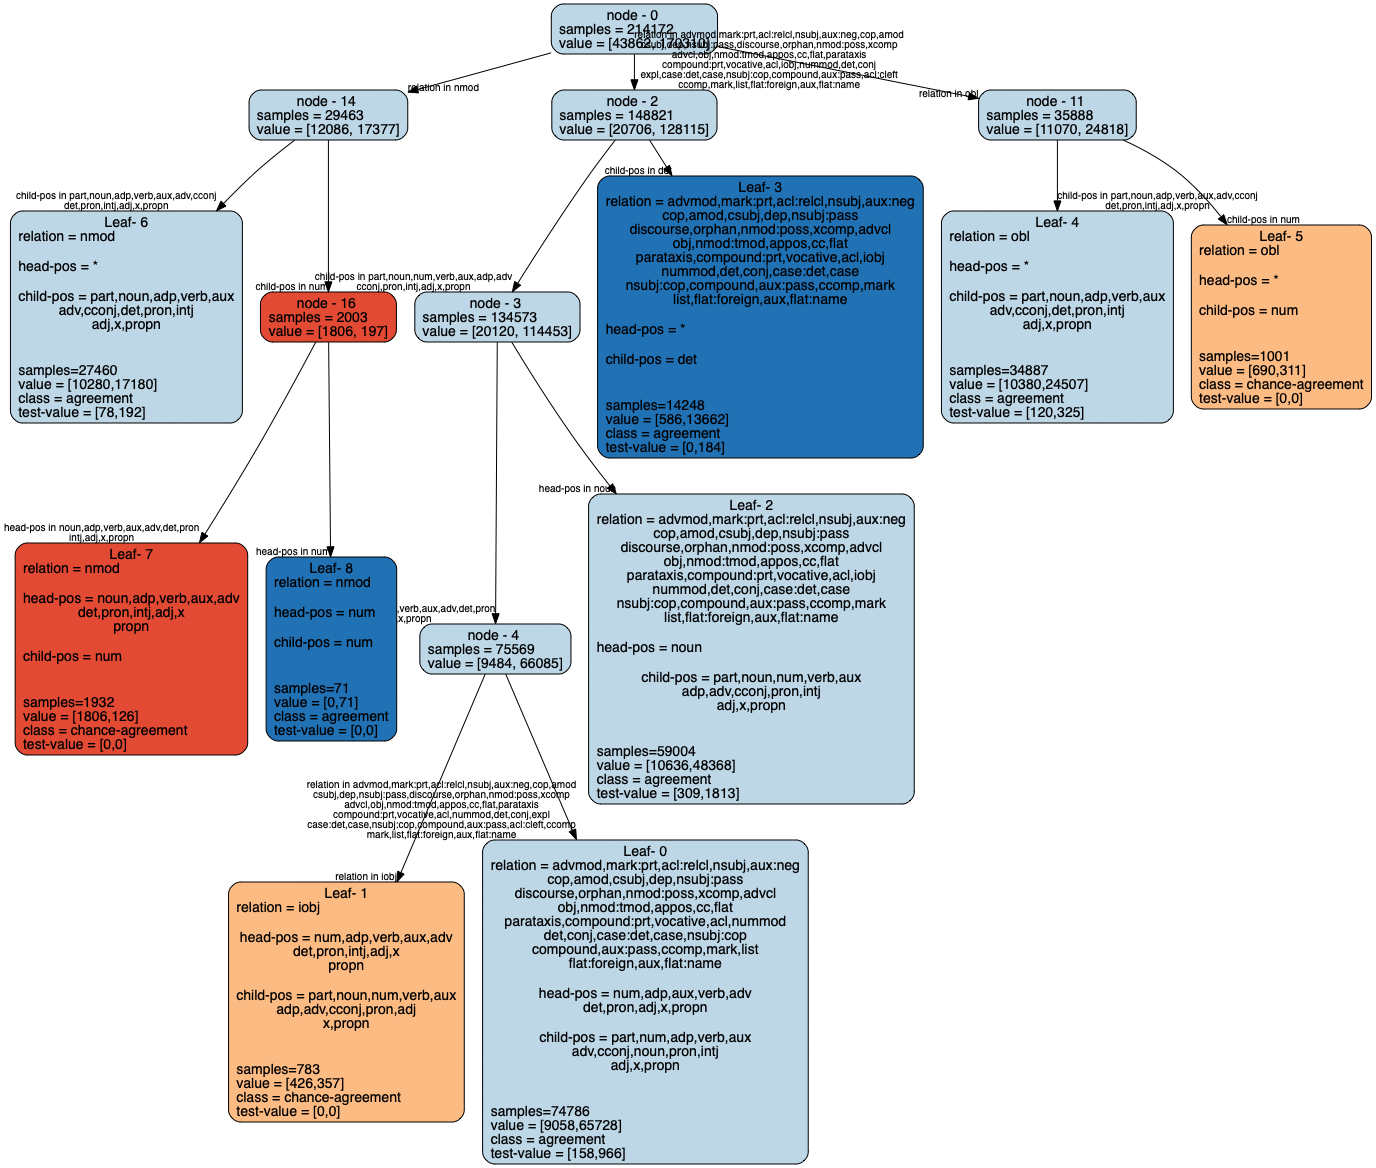 node - 0
samples = 214172
value = [43862, 170310]
relation in advmod,mark:prt,acl:relcl,nsubj,aux:neg,cop,amod
csubj,dep,nsubj:pass,discourse,orphan,nmod:poss,xcomp
advcl,obj,nmod:tmod,appos,cc,flat,parataxis
compound:prt,vocative,acl,iobj,nummod,det,conj
expl,case:det,case,nsubj:cop,compound,aux:pass,acl:cleft
ccomp,mark,list,flat:foreign,aux,flat:name
relation in nmod
relation in obl
node - 14
samples = 29463
value = [12086, 17377]
node - 2
samples = 148821
value = [20706, 128115]
node - 11
samples = 35888
value = [11070, 24818]
child-pos in part,noun,adp,verb,aux,adv,cconj
det,pron,intj,adj,x,propn
child-pos in det
child-pos in part,noun,adp,verb,aux,adv,cconj
det,pron,intj,adj,x,propn
child-pos in num
Leaf- 6
relation = nmod
head-pos = *
child-pos = part,noun,adp,verb,aux
adv,cconj,det,pron,intj
adj,x,propn
samples=27460
value = [10280,17180]
class = agreement
test-value = [78,192]
child-pos in num
node - 16
samples = 2003
value = [1806, 197]
child-pos in part,noun,num,verb,aux,adp,adv
cconj,pron,intj,adj,x,propn
node - 3
samples = 134573
value = [20120, 114453]
Leaf- 3
relation = advmod,mark:prt,acl:relcl,nsubj,aux:neg
cop,amod,csubj,dep,nsubj:pass
discourse,orphan,nmod:poss,xcomp,advcl
obj,nmod:tmod,appos,cc,flat
parataxis,compound:prt,vocative,acl,iobj
nummod,det,conj,case:det,case
nsubj:cop,compound,aux:pass,ccomp,mark
list,flat:foreign,aux,flat:name
head-pos = *
child-pos = det
samples=14248
value = [586,13662]
class = agreement
test-value = [0,184]
Leaf- 4
relation = obl
head-pos = *
child-pos = part,noun,adp,verb,aux
adv,cconj,det,pron,intj
adj,x,propn
samples=34887
value = [10380,24507]
class = agreement
test-value = [120,325]
Leaf- 5
relation = obl
head-pos = *
child-pos = num
samples=1001
value = [690,311]
class = chance-agreement
test-value = [0,0]
head-pos in noun,adp,verb,aux,adv,det,pron
intj,adj,x,propn
Leaf- 7
relation = nmod
head-pos = noun,adp,verb,aux,adv
det,pron,intj,adj,x
propn
child-pos = num
samples=1932
value = [1806,126]
class = chance-agreement
test-value = [0,0]
head-pos in num
Leaf- 8
relation = nmod
head-pos = num
child-pos = num
samples=71
value = [0,71]
class = agreement
test-value = [0,0]
verb,aux,adv,det,pron
x,propn
node - 4
samples = 75569
value = [9484, 66085]
head-pos in noun
Leaf- 2
relation = advmod,mark:prt,acl:relcl,nsubj,aux:neg
cop,amod,csubj,dep,nsubj:pass
discourse,orphan,nmod:poss,xcomp,advcl
obj,nmod:tmod,appos,cc,flat
parataxis,compound:prt,vocative,acl,iobj
nummod,det,conj,case:det,case
nsubj:cop,compound,aux:pass,ccomp,mark
list,flat:foreign,aux,flat:name
head-pos = noun
child-pos = part,noun,num,verb,aux
adp,adv,cconj,pron,intj
adj,x,propn
samples=59004
value = [10636,48368]
class = agreement
test-value = [309,1813]
relation in advmod,mark:prt,acl:relcl,nsubj,aux:neg,cop,amod
csubj,dep,nsubj:pass,discourse,orphan,nmod:poss,xcomp
advcl,obj,nmod:tmod,appos,cc,flat,parataxis
compound:prt,vocative,acl,nummod,det,conj,expl
case:det,case,nsubj:cop,compound,aux:pass,acl:cleft,ccomp
mark,list,flat:foreign,aux,flat:name
relation in iobj
Leaf- 1
relation = iobj
head-pos = num,adp,verb,aux,adv
det,pron,intj,adj,x
propn
child-pos = part,noun,num,verb,aux
adp,adv,cconj,pron,adj
x,propn
samples=783
value = [426,357]
class = chance-agreement
test-value = [0,0]
Leaf- 0
relation = advmod,mark:prt,acl:relcl,nsubj,aux:neg
cop,amod,csubj,dep,nsubj:pass
discourse,orphan,nmod:poss,xcomp,advcl
obj,nmod:tmod,appos,cc,flat
parataxis,compound:prt,vocative,acl,nummod
det,conj,case:det,case,nsubj:cop
compound,aux:pass,ccomp,mark,list
flat:foreign,aux,flat:name
head-pos = num,adp,aux,verb,adv
det,pron,adj,x,propn
child-pos = part,num,adp,verb,aux
adv,cconj,noun,pron,intj
adj,x,propn
samples=74786
value = [9058,65728]
class = agreement
test-value = [158,966]